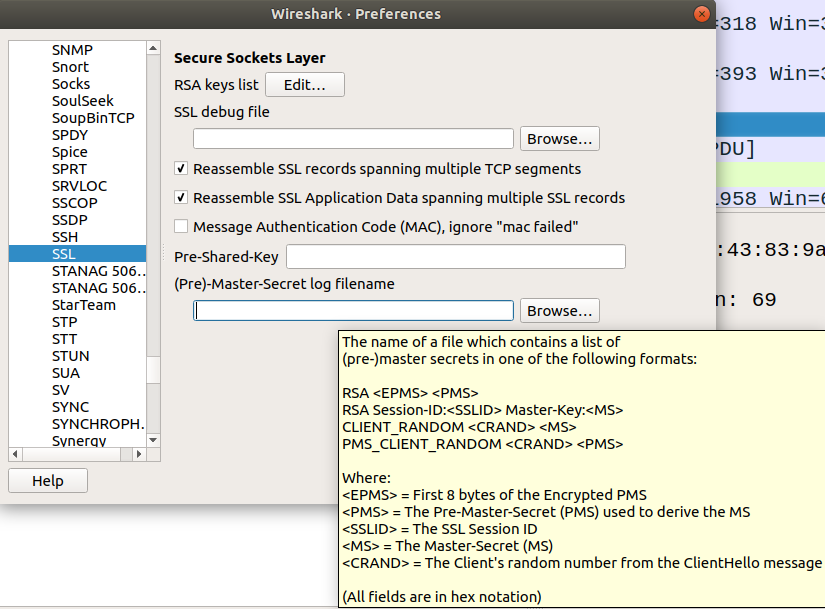 Wireshark · Preferences
SNMP
Snort
Socks
SoulSeek
SoupBinTCP
SPDY
Spice
SPRT
SRVLOC
SSCOP
SSDP
SSH
SSL
STANAG 506..
STANAG 506..
StarTeam
STP
STT
STUN
SUA
SV
SYNC
SYNCHROPH.
Synergy
Help
Secure Sockets Layer
RSA keys list Edit...
SSL debug file
Browse...
Reassemble SSL records spanning multiple TCP segments
Reassemble SSL Application Data spanning multiple SSL records
Message Authentication Code (MAC), ignore "mac failed"
Pre-Shared-Key
(Pre)-Master-Secret log filename
Browse...
The name of a file which contains a list of
(pre-)master secrets in one of the following formats:
RSA <EPMS> <PMS>
RSA Session-ID:<SSLID> Master-Key:<MS>
CLIENT_RANDOM <CRAND> <MS>
PMS_CLIENT_RANDOM <CRAND> <PMS>
Where:
<EPMS> = First 8 bytes of the Encrypted PMS
<PMS> = The Pre-Master-Secret (PMS) used to derive the MS
<SSLID> = The SSL Session ID
<MS> = The Master-Secret (MS)
<CRAND> = The Client's random number from the ClientHello message
(All fields are in hex notation)
=318 Win=3
=393 Win=3
PDU]
1958 Win=6
:43:83:9a
n: 69